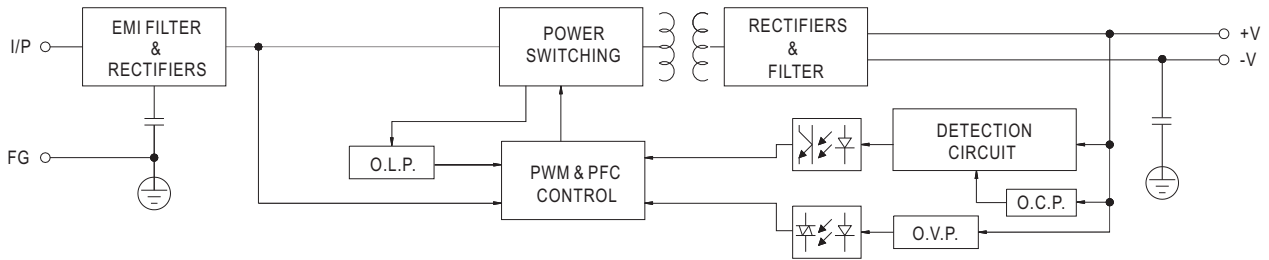 I/P
EMI FILTER
&
RECTIFIERS
POWER
SWITCHING
RECTIFIERS
&
FILTER
+V
-V
FG
O.L.P.
PWM & PFC
CONTROL
DETECTION
CIRCUIT
O.C.P.
O.V.P.